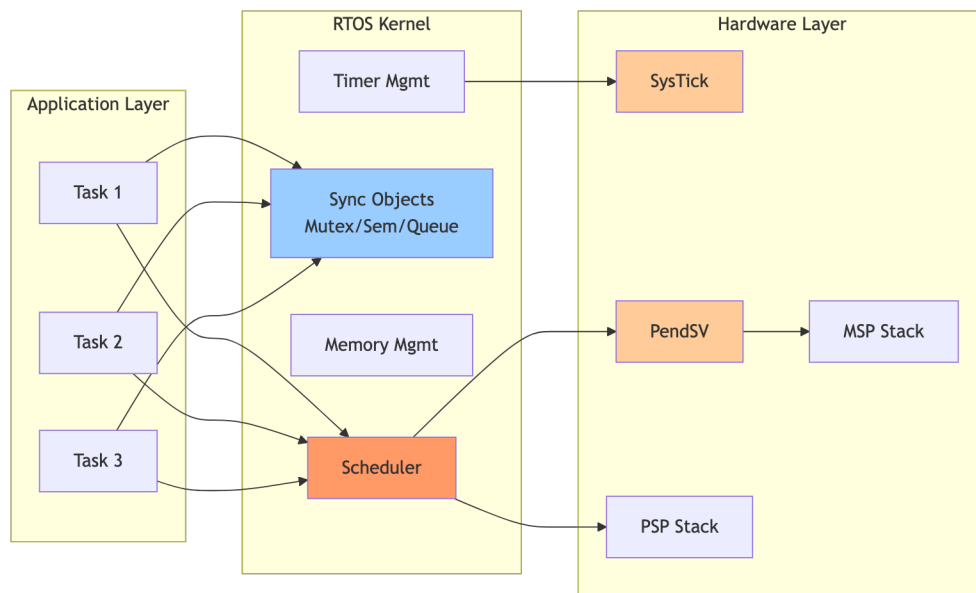 Application Layer
Task 1
Task 2
Task 3
RTOS Kernel
Timer Mgmt
Sync Objects
Mutex/Sem/Queue
Memory Mgmt
Scheduler
Hardware Layer
SysTick
PendSV
MSP Stack
PSP Stack